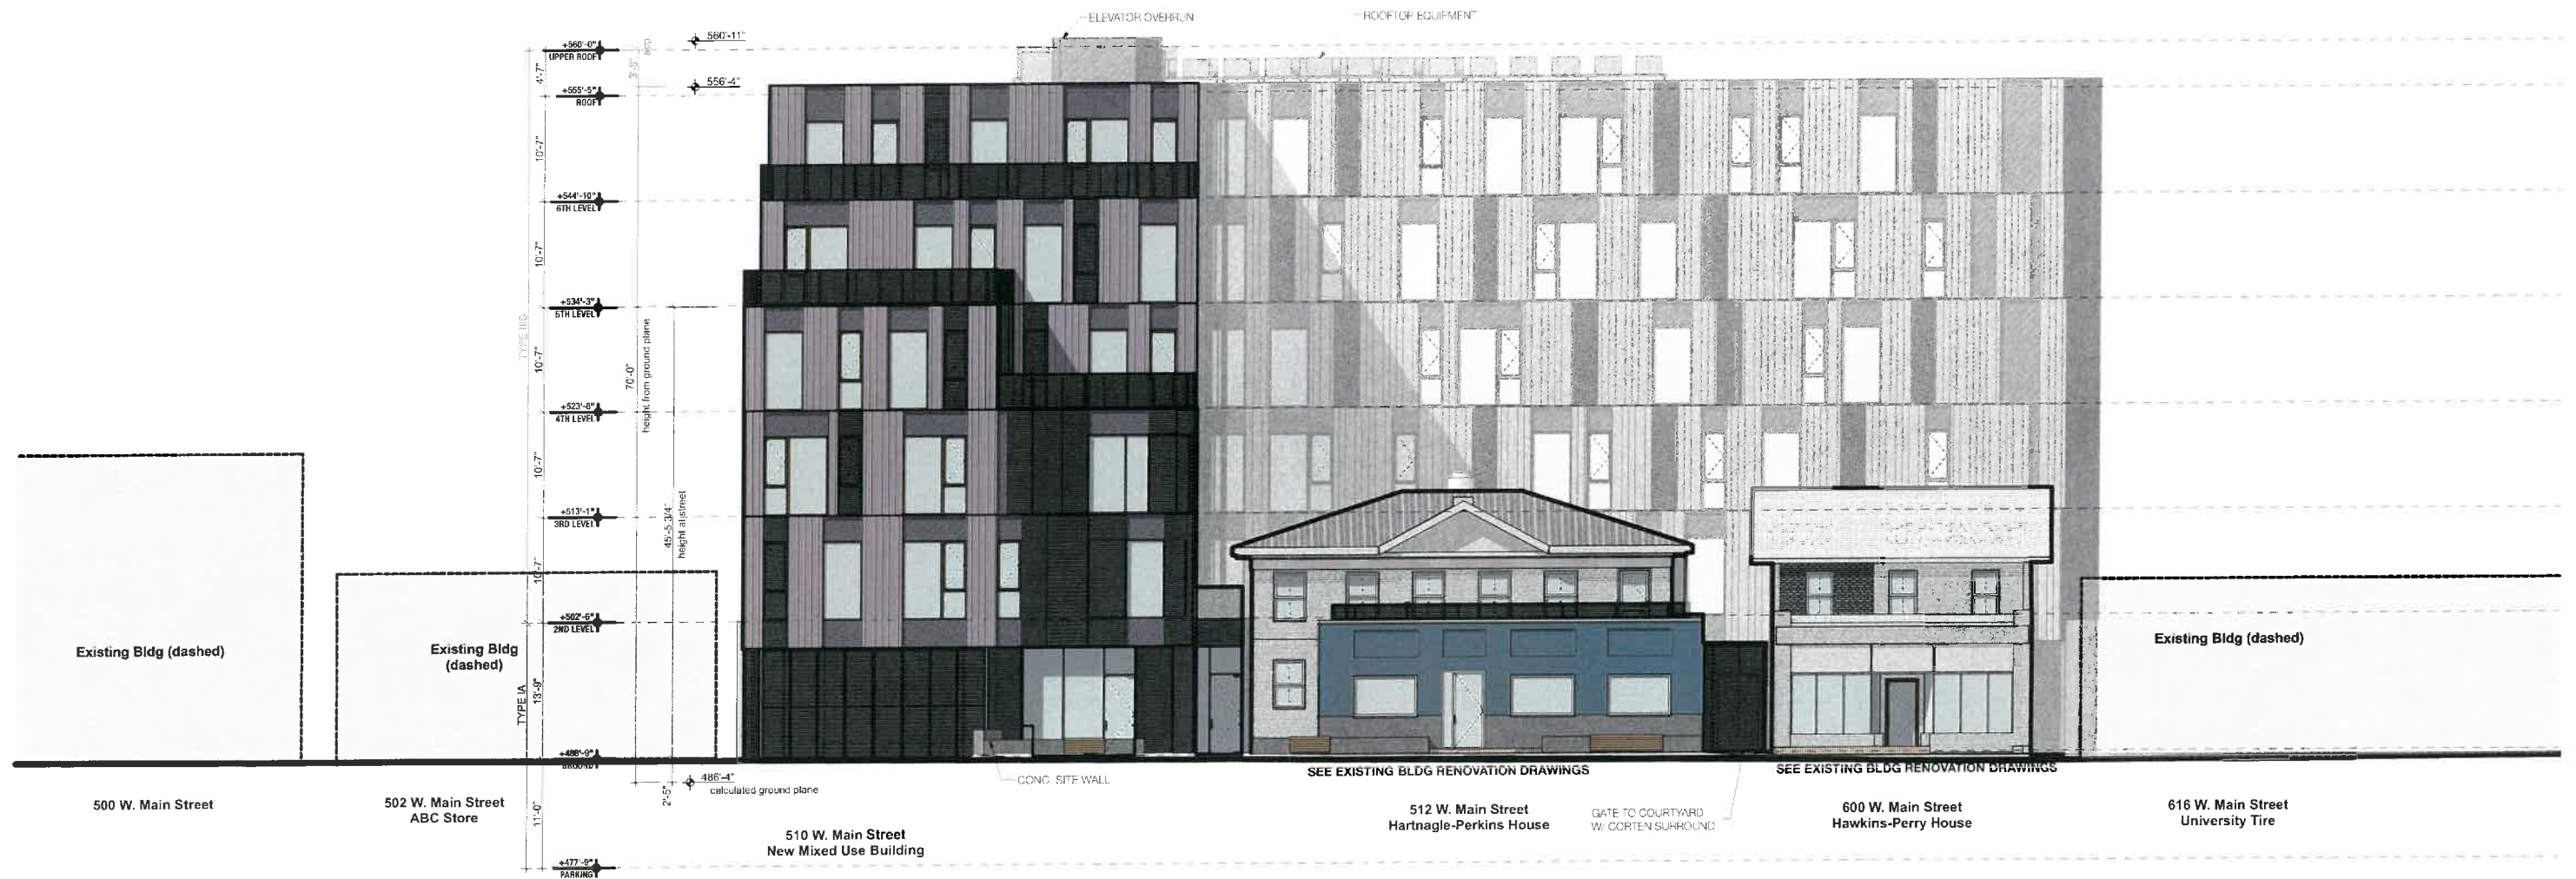 ELEVATOR OVERRUN
ROOFTOP EQUIPMENT
+560'-0"
UPPER ROOF
560'-11"
app.
3'-0"
4'-7"
556'-4"
+555'-5"
ROOF
10'-7"
+544'-10"
6TH LEVEL
10'-7"
+534'-3"
5TH LEVEL
TYPE IIIB
10'-7"
70'-0"
height from ground plane
+523'-8"
4TH LEVEL
10'-7"
+513'-1"
3RD LEVEL
45'-5 3/4"
height at street
10'-7"
+502'-6"
2ND LEVEL
TYPE IA
13'-9"
+488'-9"
GROUND
486'-4"
calculated ground plane
2'-5"
11'-0"
+477'-9"
PARKING
Existing Bldg (dashed)
Existing Bldg
(dashed)
Existing Bldg (dashed)
CONC. SITE WALL
SEE EXISTING BLDG RENOVATION DRAWINGS
SEE EXISTING BLDG RENOVATION DRAWINGS
500 W. Main Street
502 W. Main Street
ABC Store
510 W. Main Street
New Mixed Use Building
512 W. Main Street
Hartnagle-Perkins House
GATE TO COURTYARD
W/ CORTEN SURROUND
600 W. Main Street
Hawkins-Perry House
616 W. Main Street
University Tire